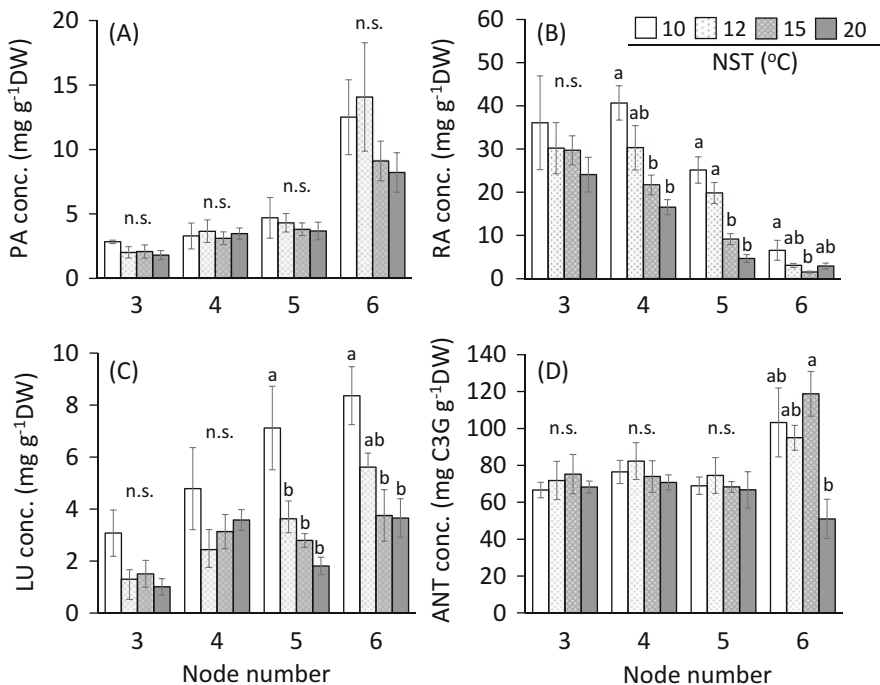 (A)
PA conc. (mg g⁻¹DW)
20
15
10
5
0
n.s.
n.s.
n.s.
n.s.
3 4 5 6
(B)
10 12 15 20
NST (°C)
RA conc. (mg g⁻¹DW)
60
50
40
30
20
10
0
n.s.
a ab b b
a a b b
a ab b ab
3 4 5 6
(C)
LU conc. (mg g⁻¹DW)
10
8
6
4
2
0
n.s.
n.s.
a b b b
a ab b b
3 4 5 6
Node number
(D)
ANT conc. (mg C3G g⁻¹DW)
140
120
100
80
60
40
20
0
n.s.
n.s.
n.s.
ab ab a b
3 4 5 6
Node number